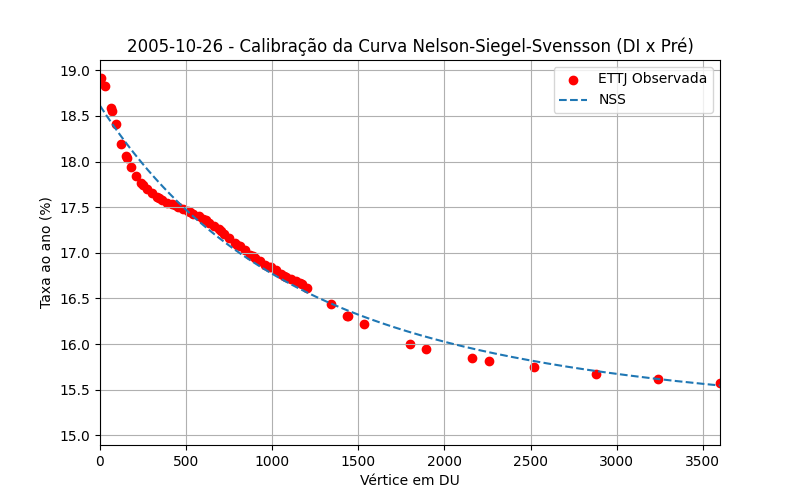 2005-10-26 - Calibração da Curva Nelson-Siegel-Svensson (DI x Pré)
ETTJ Observada
NSS
Taxa ao ano (%)
19.0
18.5
18.0
17.5
17.0
16.5
16.0
15.5
15.0
0 500 1000 1500 2000 2500 3000 3500
Vértice em DU